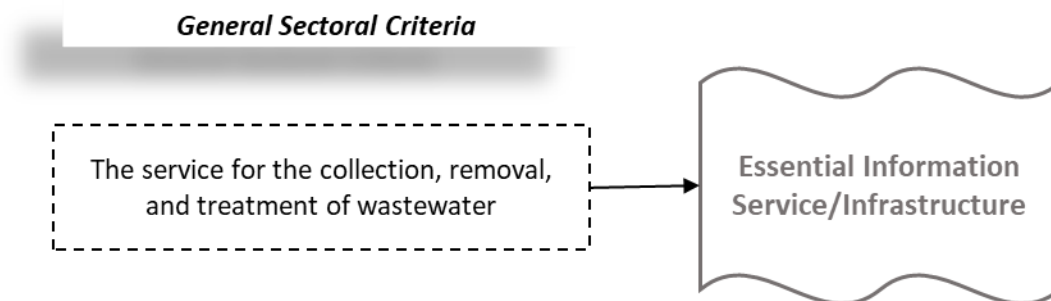 General Sectoral Criteria
The service for the collection, removal,
and treatment of wastewater
Essential Information
Service/Infrastructure